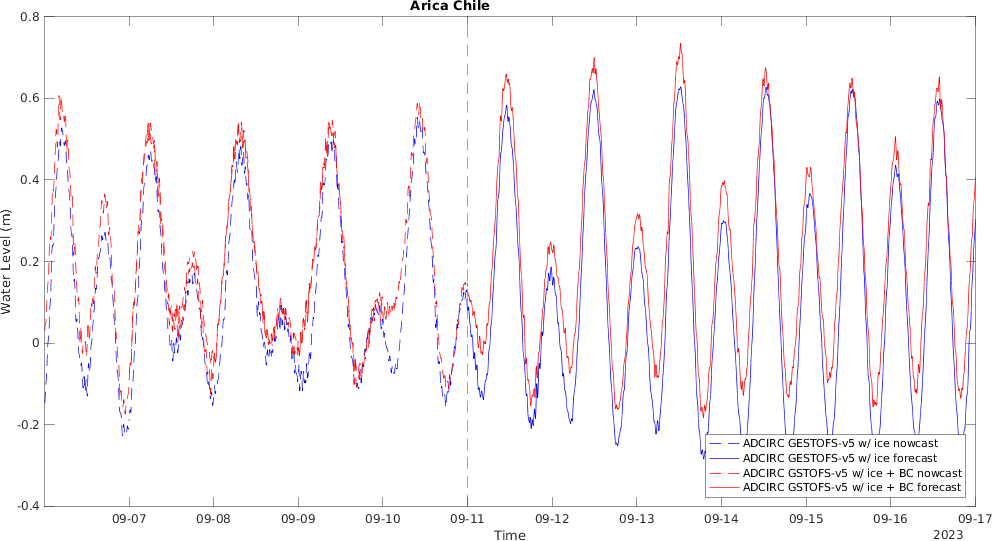 Arica Chile
Water Level (m)
0.8
0.6
0.4
0.2
0
-0.2
-0.4
ADCIRC GESTOFS-v5 w/ ice nowcast
ADCIRC GESTOFS-v5 w/ ice forecast
ADCIRC GSTOFS-v5 w/ ice + BC nowcast
ADCIRC GSTOFS-v5 w/ ice + BC forecast
09-07 09-08 09-09 09-10 09-11 09-12 09-13 09-14 09-15 09-16 09-17
Time
2023